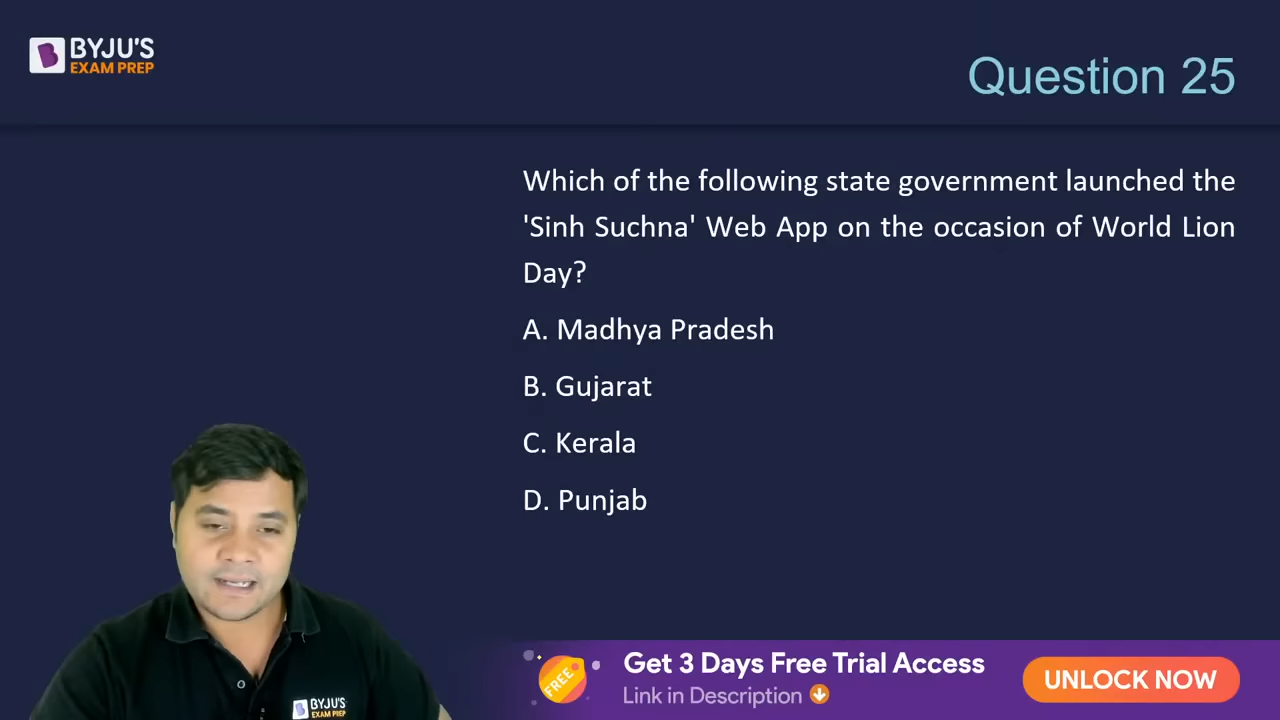 BYJU'S
EXAM PREP
Question 25
Which of the following state government launched the
'Sinh Suchna' Web App on the occasion of World Lion
Day?
A. Madhya Pradesh
B. Gujarat
C. Kerala
D. Punjab
BYJU'S
EXAM PREP
FREE
Get 3 Days Free Trial Access
Link in Description
UNLOCK NOW